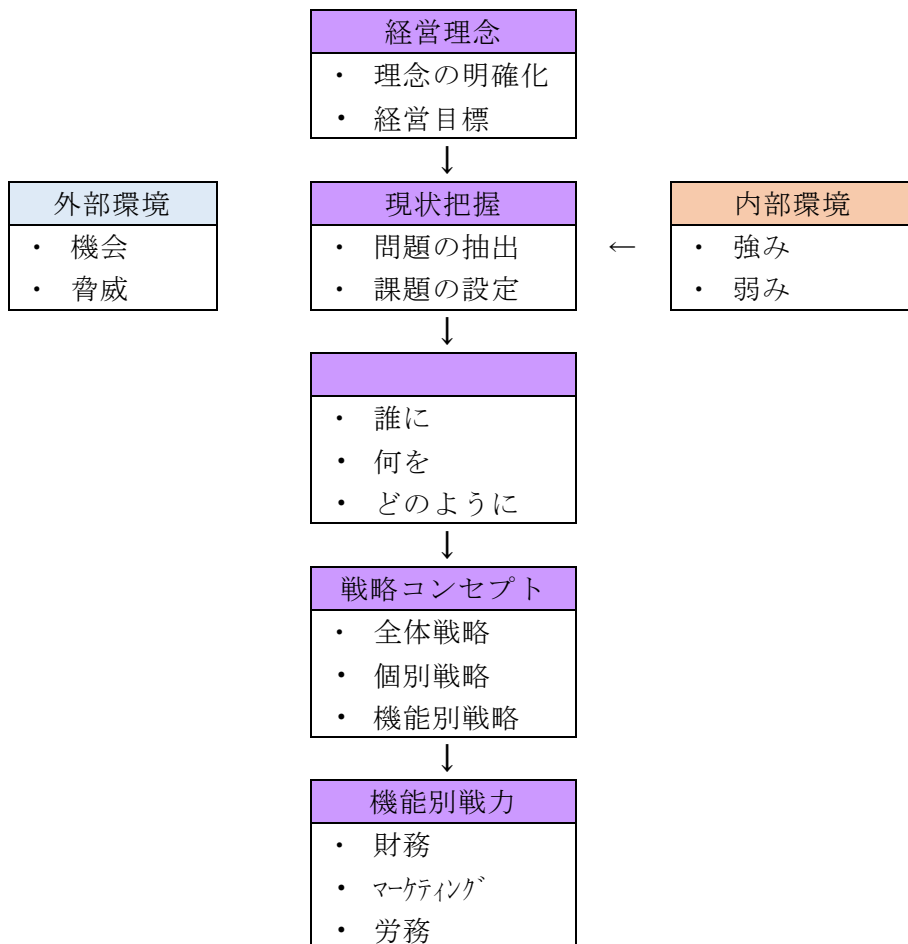 経営理念
・ 理念の明確化
・ 経営目標
↓
外部環境
・ 機会
・ 脅威
現状把握
・ 問題の抽出
・ 課題の設定
←
内部環境
・ 強み
・ 弱み
↓
・ 誰に
・ 何を
・ どのように
↓
戦略コンセプト
・ 全体戦略
・ 個別戦略
・ 機能別戦略
↓
機能別戦力
・ 財務
・ マーケティング
・ 労務